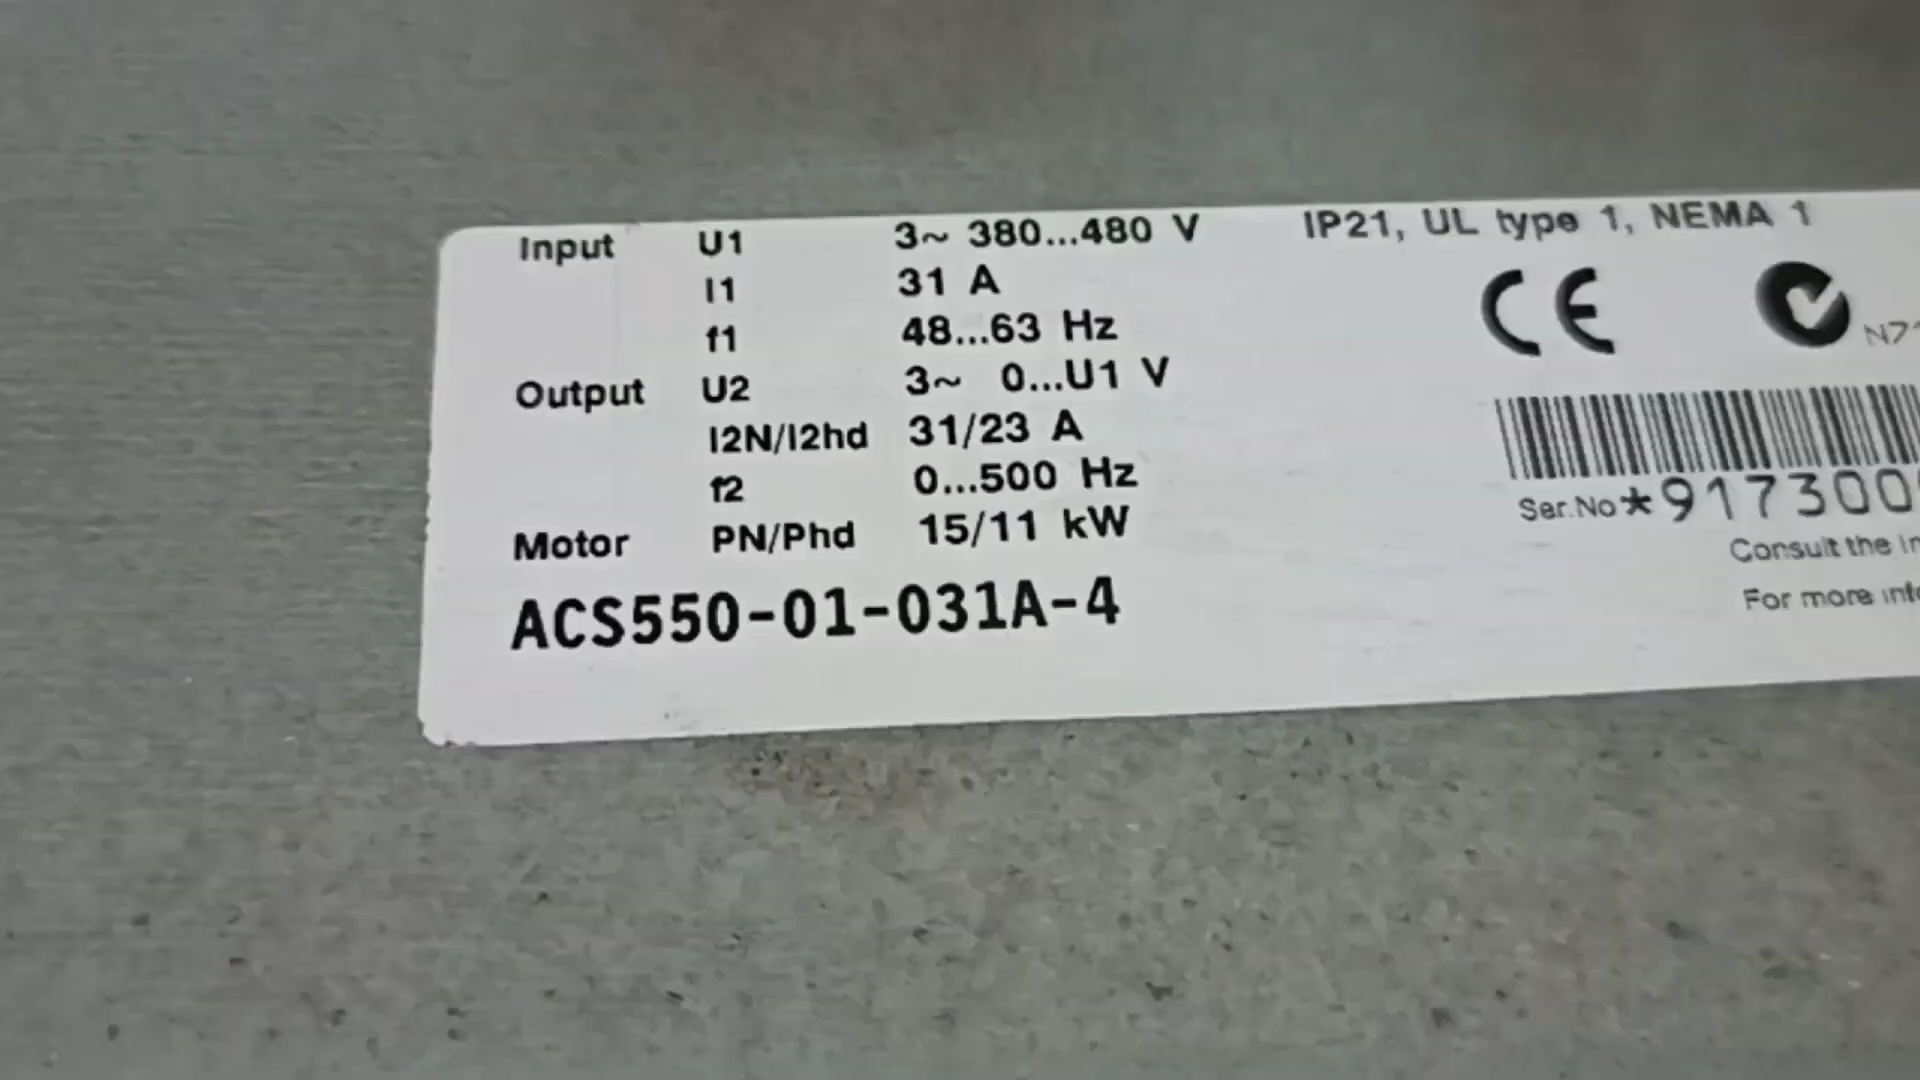 Input U1 3~ 380...480 V IP21, UL type 1, NEMA 1
I1 31 A
f1 48...63 Hz
CE
Output U2 3~ 0...U1 V
I2N/I2hd 31/23 A
f2 0...500 Hz
Ser.No *917300
Motor PN/Phd 15/11 kW
Consult the
ACS550-01-031A-4
For more